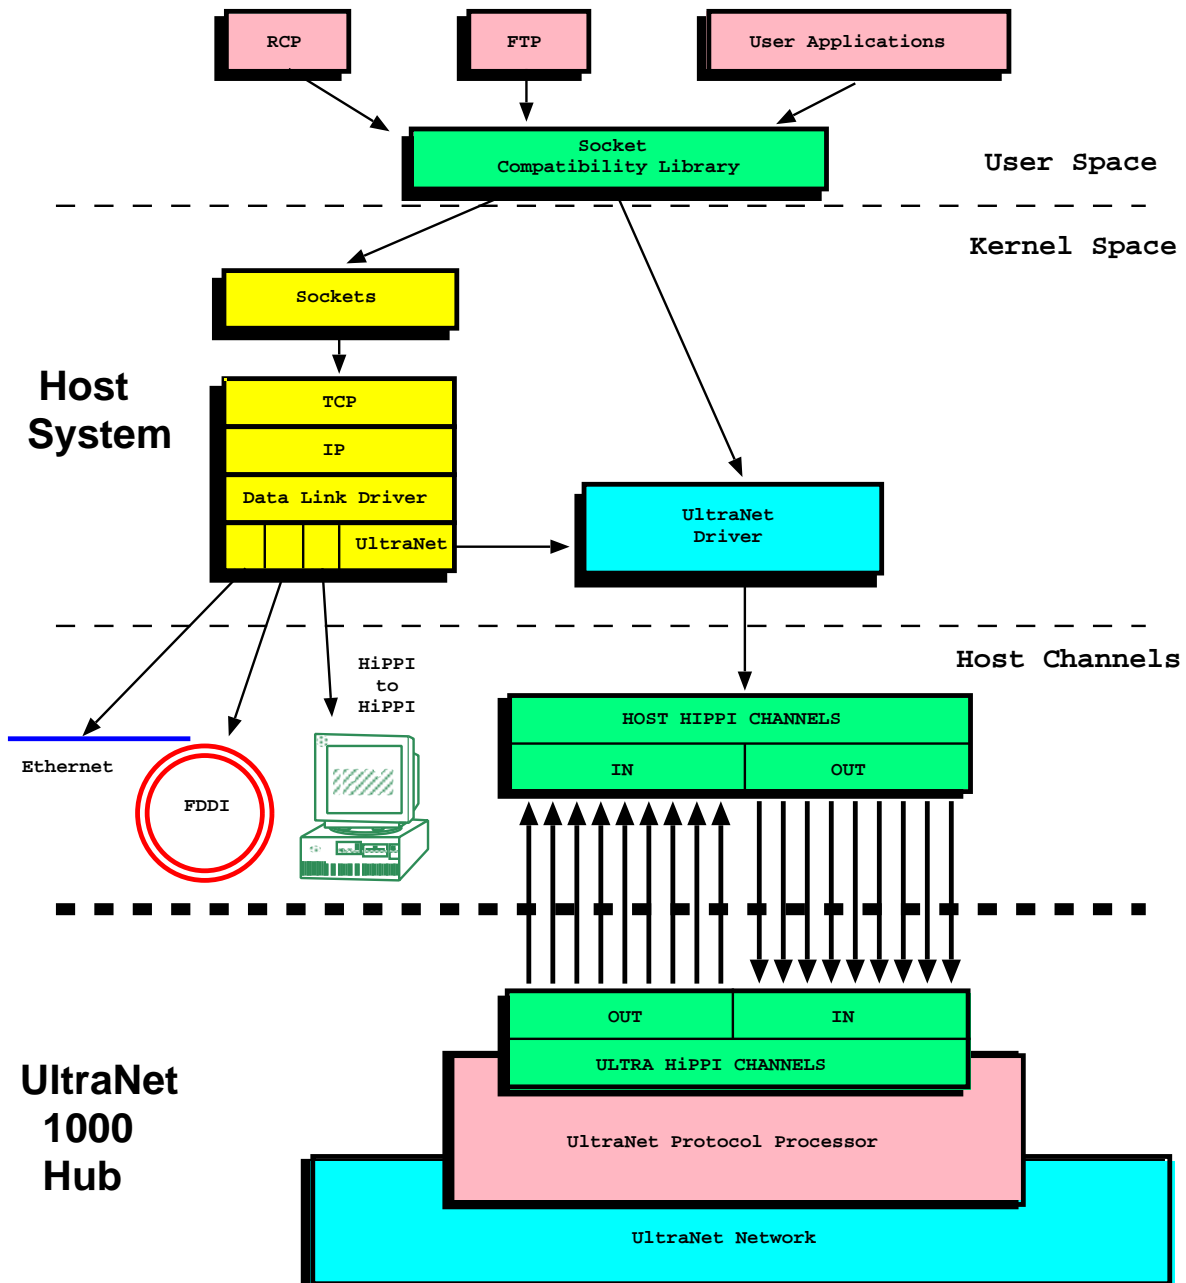 RCP
FTP
User Applications
Socket
Compatibility Library
User Space
Kernel Space
Sockets
Host
System
TCP
IP
Data Link Driver
UltraNet
UltraNet
Driver
Host Channels
HiPPI
to
HiPPI
HOST HIPPI CHANNELS
IN
OUT
Ethernet
FDDI
OUT
IN
ULTRA HiPPI CHANNELS
UltraNet
1000
Hub
UltraNet Protocol Processor
UltraNet Network